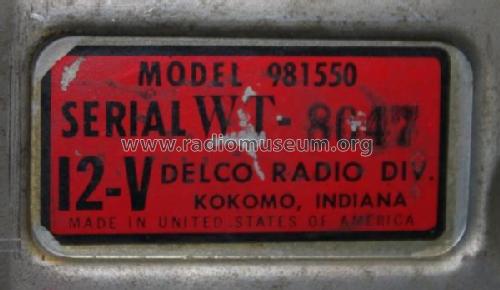 MODEL 981550
SERIAL WT-8647
www.radiomuseum.org
12-V DELCO RADIO DIV.
KOKOMO, INDIANA
MADE IN UNITED STATES OF AMERICA